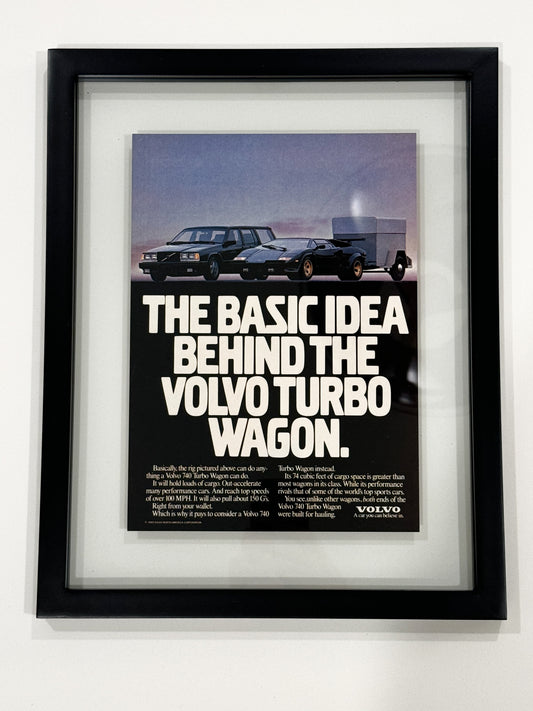 THE BASIC IDEA
BEHIND THE
VOLVO TURBO
WAGON.
Basically, the rig pictured above can do any-
thing a Volvo 740 Turbo Wagon can do.
It will hold loads of cargo. Out-accelerate
many performance cars. And reach top speeds
of over 100 MPH. It will also pull about 150 G's.
Right from your wallet.
Which is why it pays to consider a Volvo 740
Turbo Wagon instead.
Its 74 cubic feet of cargo space is greater than
most wagons in its class. While its performance
rivals that of some of the world's top sports cars.
You see, unlike other wagons, both ends of the
Volvo 740 Turbo Wagon
were built for hauling.
VOLVO
A car you can believe in.